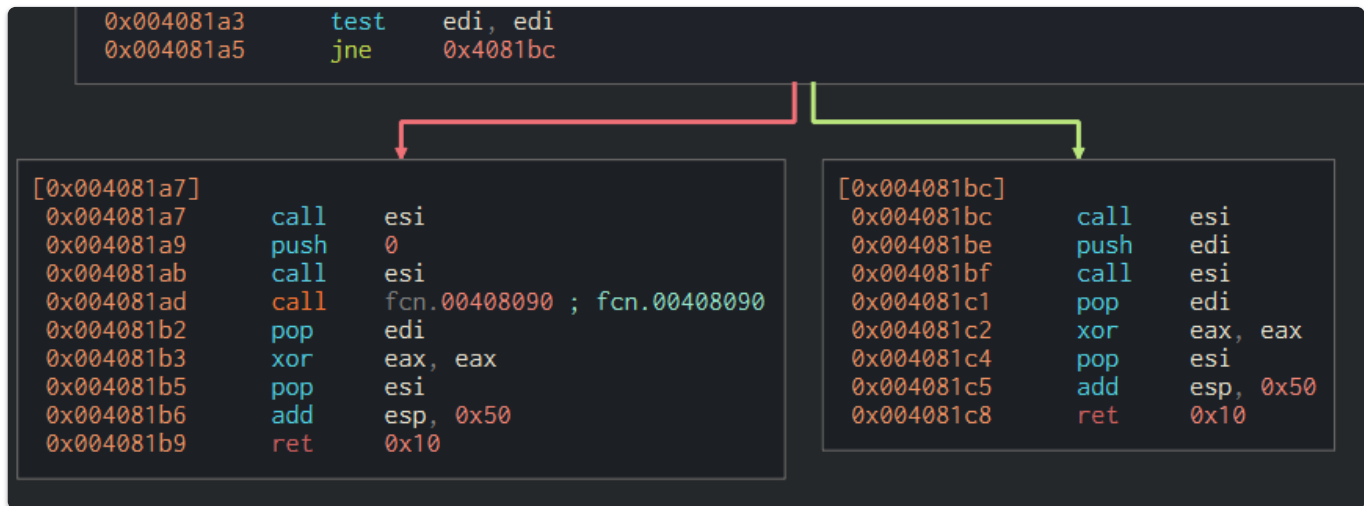 0x004081a3 test edi, edi
0x004081a5 jne 0x4081bc
[0x004081a7]
0x004081a7 call esi
0x004081a9 push 0
0x004081ab call esi
0x004081ad call fcn.00408090 ; fcn.00408090
0x004081b2 pop edi
0x004081b3 xor eax, eax
0x004081b5 pop esi
0x004081b6 add esp, 0x50
0x004081b9 ret 0x10
[0x004081bc]
0x004081bc call esi
0x004081be push edi
0x004081bf call esi
0x004081c1 pop edi
0x004081c2 xor eax, eax
0x004081c4 pop esi
0x004081c5 add esp, 0x50
0x004081c8 ret 0x10